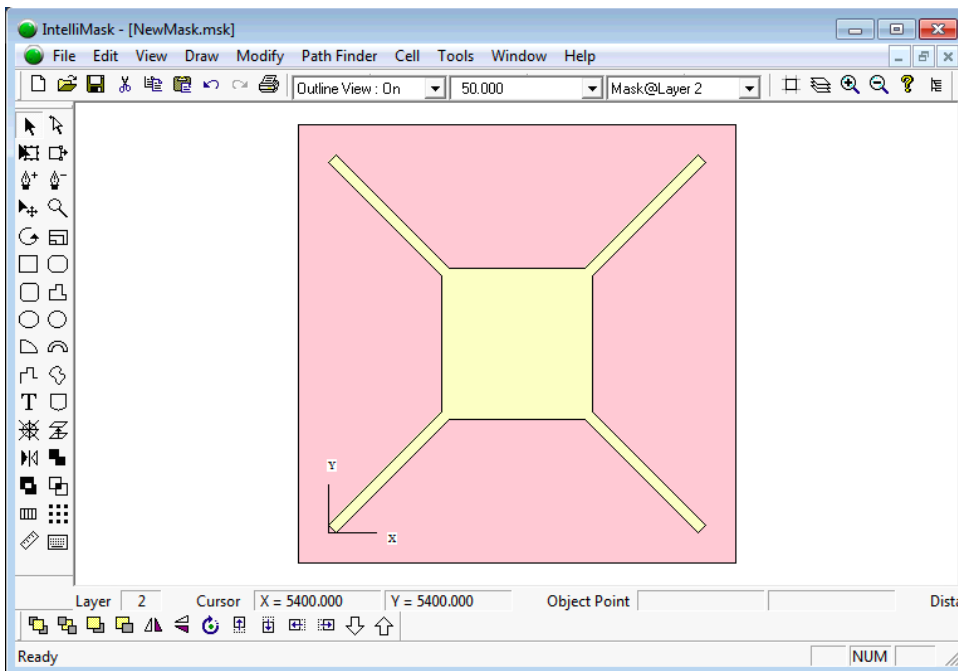 IntelliMask - [NewMask.msk]
File Edit View Draw Modify Path Finder Cell Tools Window Help
Outline View : On 50.000 Mask@Layer 2
T
Y
X
Layer 2 Cursor X = 5400.000 Y = 5400.000 Object Point Dista
Ready NUM